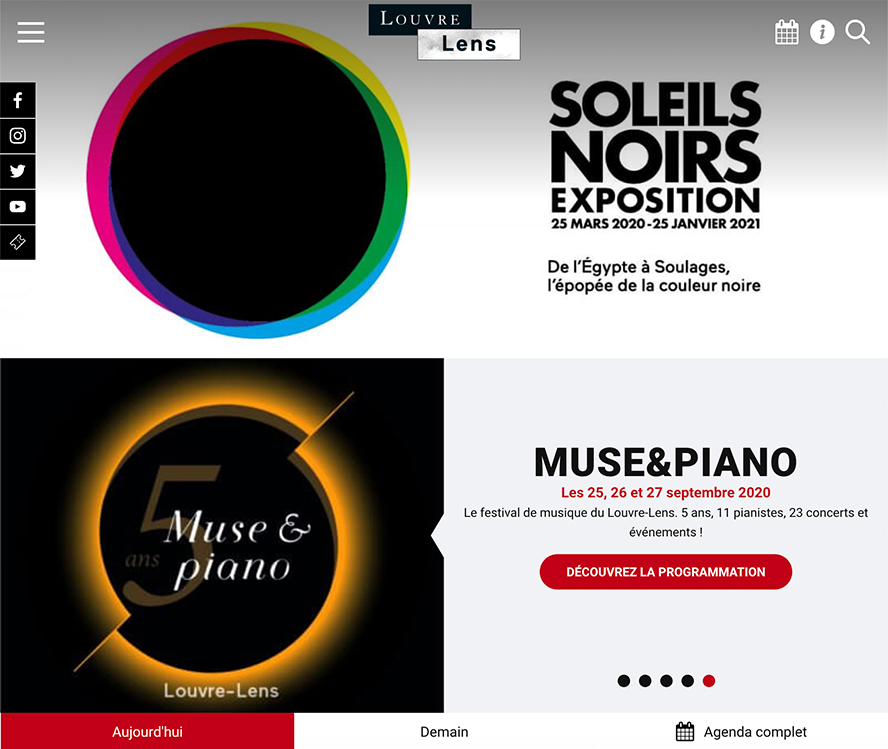 LOUVRE
Lens
SOLEILS
NOIRS
EXPOSITION
25 MARS 2020-25 JANVIER 2021
De l'Égypte à Soulages,
l'épopée de la couleur noire
5
ans
Muse &
piano
Louvre-Lens
MUSE&PIANO
Les 25, 26 et 27 septembre 2020
Le festival de musique du Louvre-Lens. 5 ans, 11 pianistes, 23 concerts et
événements !
DÉCOUVREZ LA PROGRAMMATION
Aujourd'hui
Demain
Agenda complet